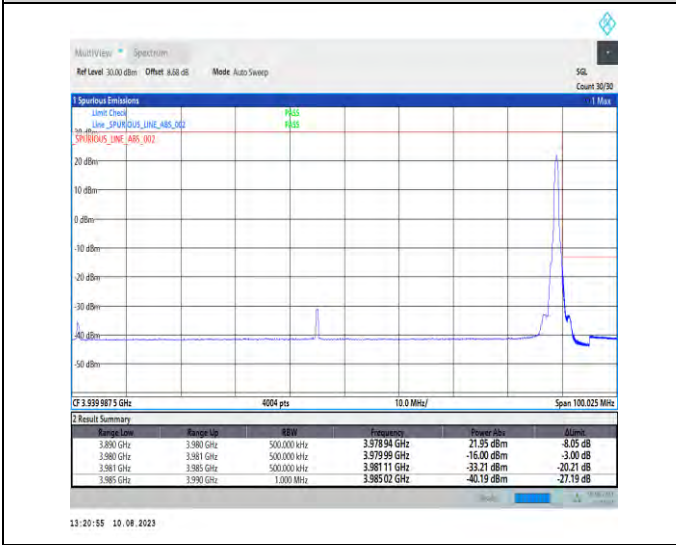 MultiView Spectrum
Ref Level 30.00 dBm Offset 8.68 dB Mode Auto Sweep SGL
Count 30/30
1 Spurious Emissions 1 Max
Limit Check PASS
Line _SPURIOUS_LINE_ABS_002 PASS
_SPURIOUS_LINE_ABS_002
20 dBm
10 dBm
0 dBm
-10 dBm
-20 dBm
-30 dBm
-40 dBm
-50 dBm
CF 3.939 987 5 GHz 4004 pts 10.0 MHz/ Span 100.025 MHz
2 Result Summary
Range Low Range Up RBW Frequency Power Abs ΔLimit
3.890 GHz 3.980 GHz 500.000 kHz 3.978 94 GHz 21.95 dBm -8.05 dB
3.980 GHz 3.981 GHz 500.000 kHz 3.979 99 GHz -16.00 dBm -3.00 dB
3.981 GHz 3.985 GHz 500.000 kHz 3.981 11 GHz -33.21 dBm -20.21 dB
3.985 GHz 3.990 GHz 1.000 MHz 3.985 02 GHz -40.19 dBm -27.19 dB
13:20:55 10.08.2023